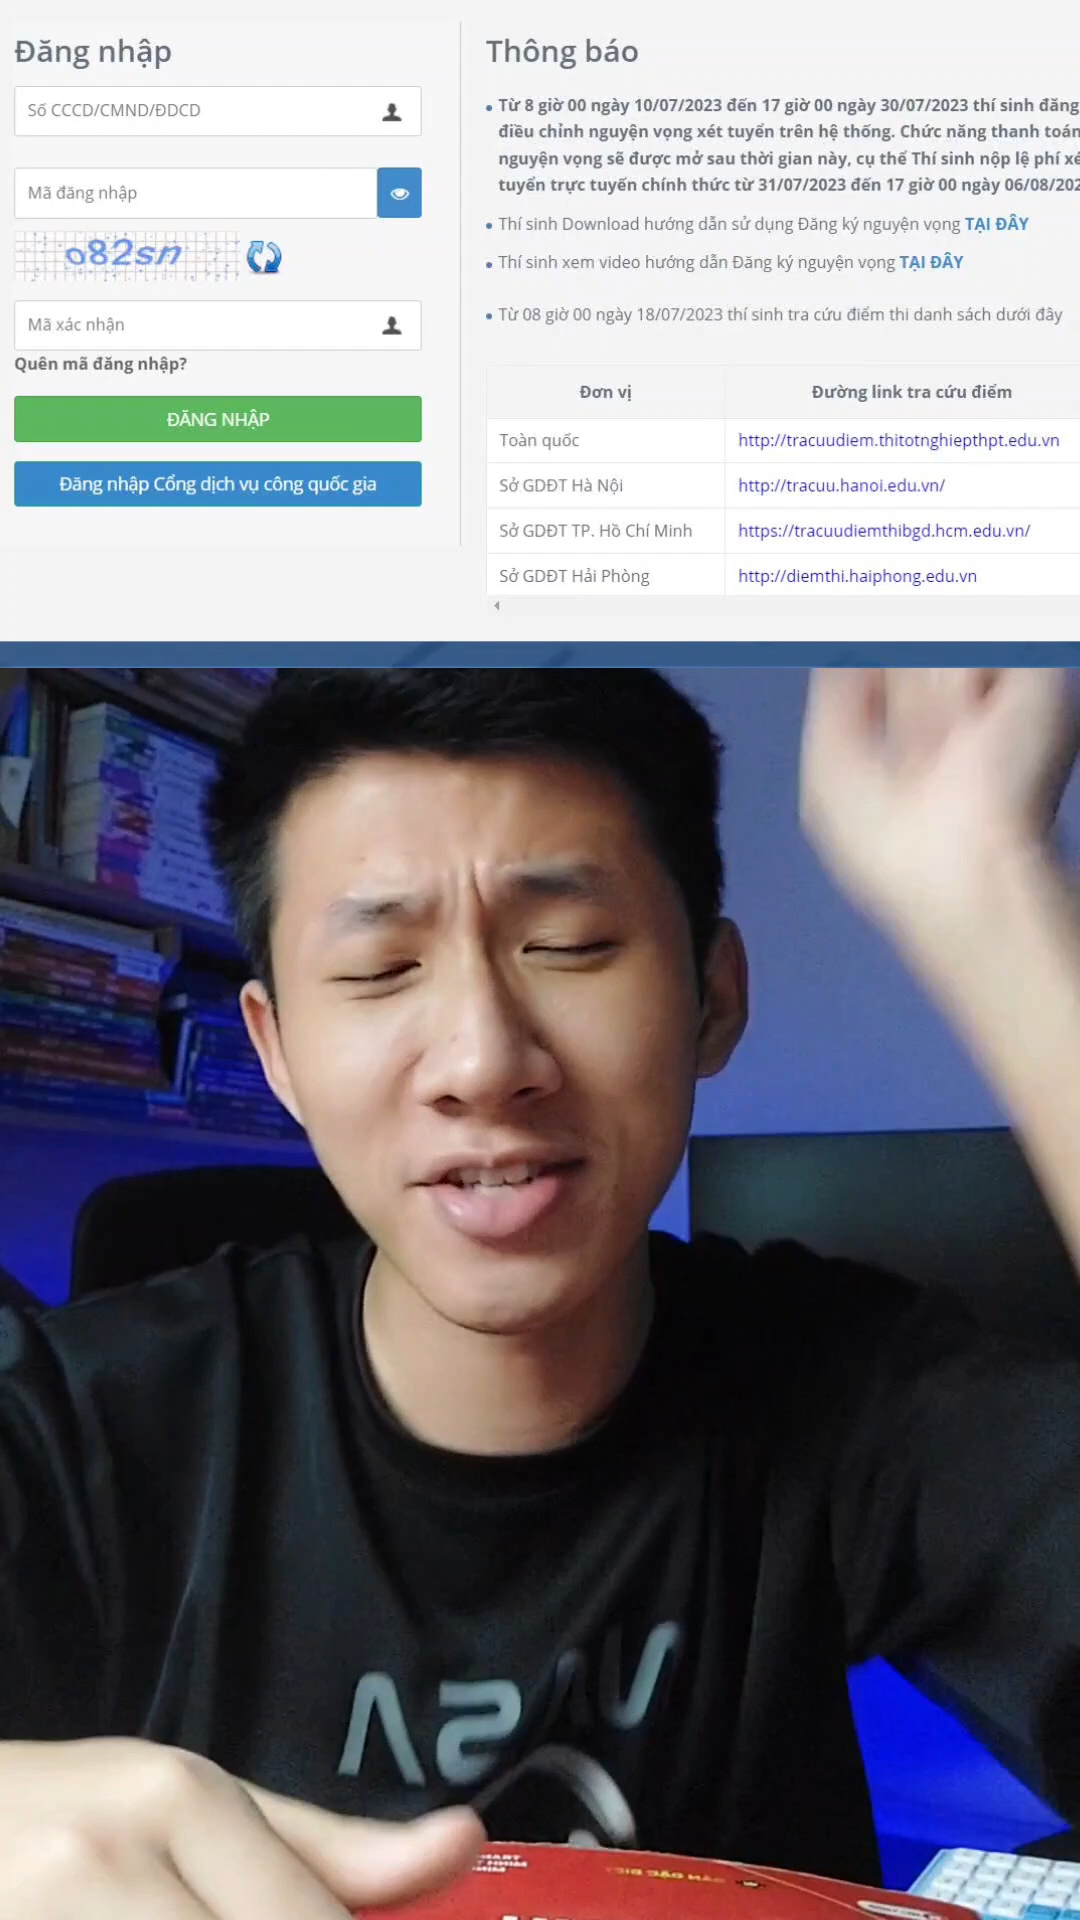 Đăng nhập
Số CCCD/CMND/ĐDCD
Mã đăng nhập
o82sn
Mã xác nhận
Quên mã đăng nhập?
ĐĂNG NHẬP
Đăng nhập Cổng dịch vụ công quốc gia
Thông báo
Từ 8 giờ 00 ngày 10/07/2023 đến 17 giờ 00 ngày 30/07/2023 thí sinh đăng
điều chỉnh nguyện vọng xét tuyển trên hệ thống. Chức năng thanh toán
nguyện vọng sẽ được mở sau thời gian này, cụ thể Thí sinh nộp lệ phí xé
tuyển trực tuyến chính thức từ 31/07/2023 đến 17 giờ 00 ngày 06/08/202
Thí sinh Download hướng dẫn sử dụng Đăng ký nguyện vọng TẠI ĐÂY
Thí sinh xem video hướng dẫn Đăng ký nguyện vọng TẠI ĐÂY
Từ 08 giờ 00 ngày 18/07/2023 thí sinh tra cứu điểm thi danh sách dưới đây
Đơn vị Đường link tra cứu điểm
Toàn quốc http://tracuudiem.thitotnghiepthpt.edu.vn
Sở GDĐT Hà Nội http://tracuu.hanoi.edu.vn/
Sở GDĐT TP. Hồ Chí Minh https://tracuudiemthibgd.hcm.edu.vn/
Sở GDĐT Hải Phòng http://diemthi.haiphong.edu.vn